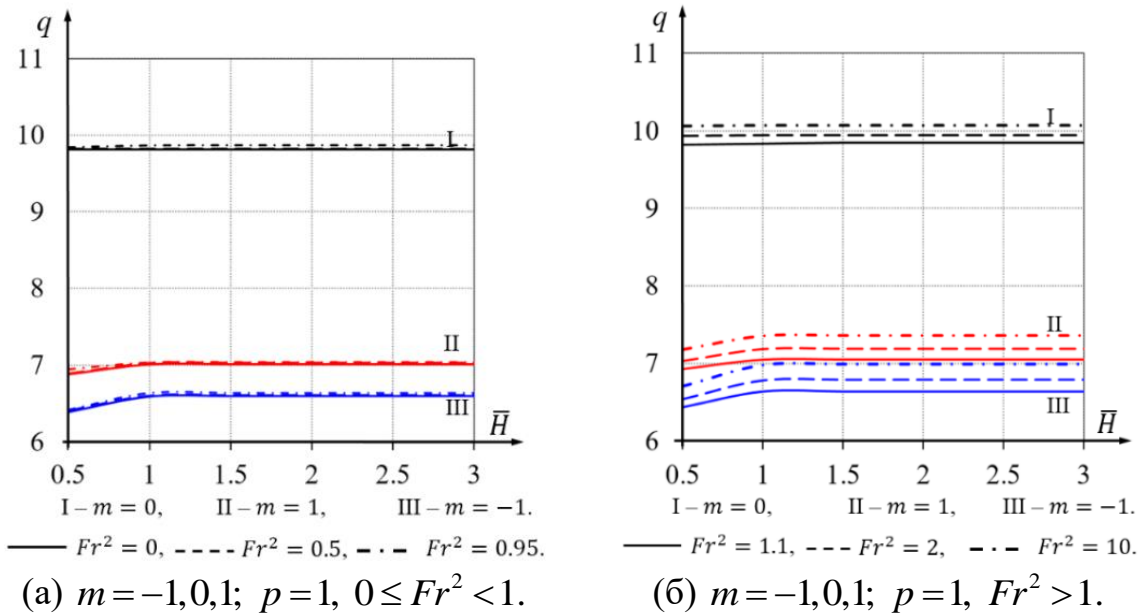 q
11
10
9
8
7
6
I
II
III
H̅
0.5 1 1.5 2 2.5 3
I – m = 0, II – m = 1, III – m = −1.
Fr² = 0, Fr² = 0.5, Fr² = 0.95.
(а) m = −1,0,1; p = 1, 0 ≤ Fr² < 1.
q
11
10
9
8
7
6
I
II
III
H̅
0.5 1 1.5 2 2.5 3
I – m = 0, II – m = 1, III – m = −1.
Fr² = 1.1, Fr² = 2, Fr² = 10.
(б) m = −1,0,1; p = 1, Fr² > 1.